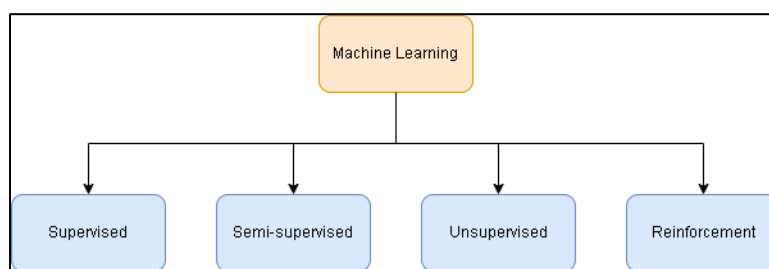 Machine Learning
Supervised
Semi-supervised
Unsupervised
Reinforcement